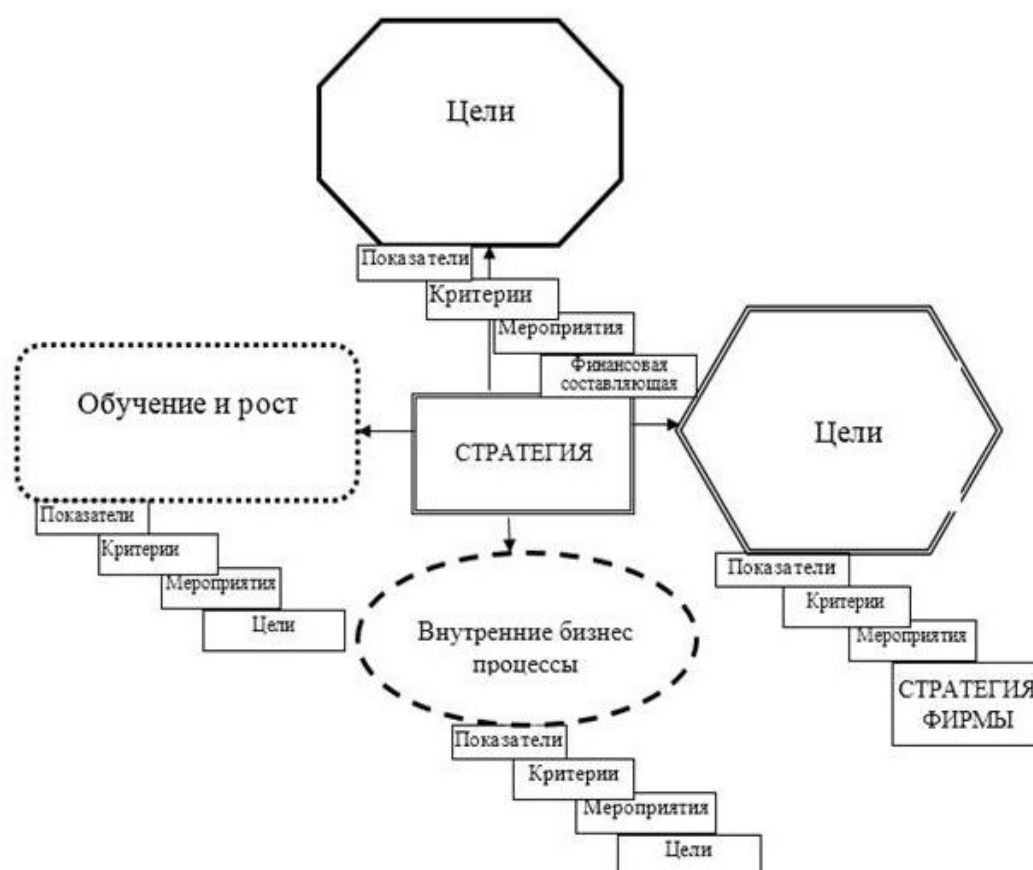 Цели
Показатели
Критерии
Мероприятия
Финансовая
составляющая
Обучение и рост
СТРАТЕГИЯ
Цели
Показатели
Критерии
Мероприятия
Цели
Внутренние бизнес
процессы
Показатели
Критерии
Мероприятия
СТРАТЕГИЯ
ФИРМЫ
Показатели
Критерии
Мероприятия
Цели